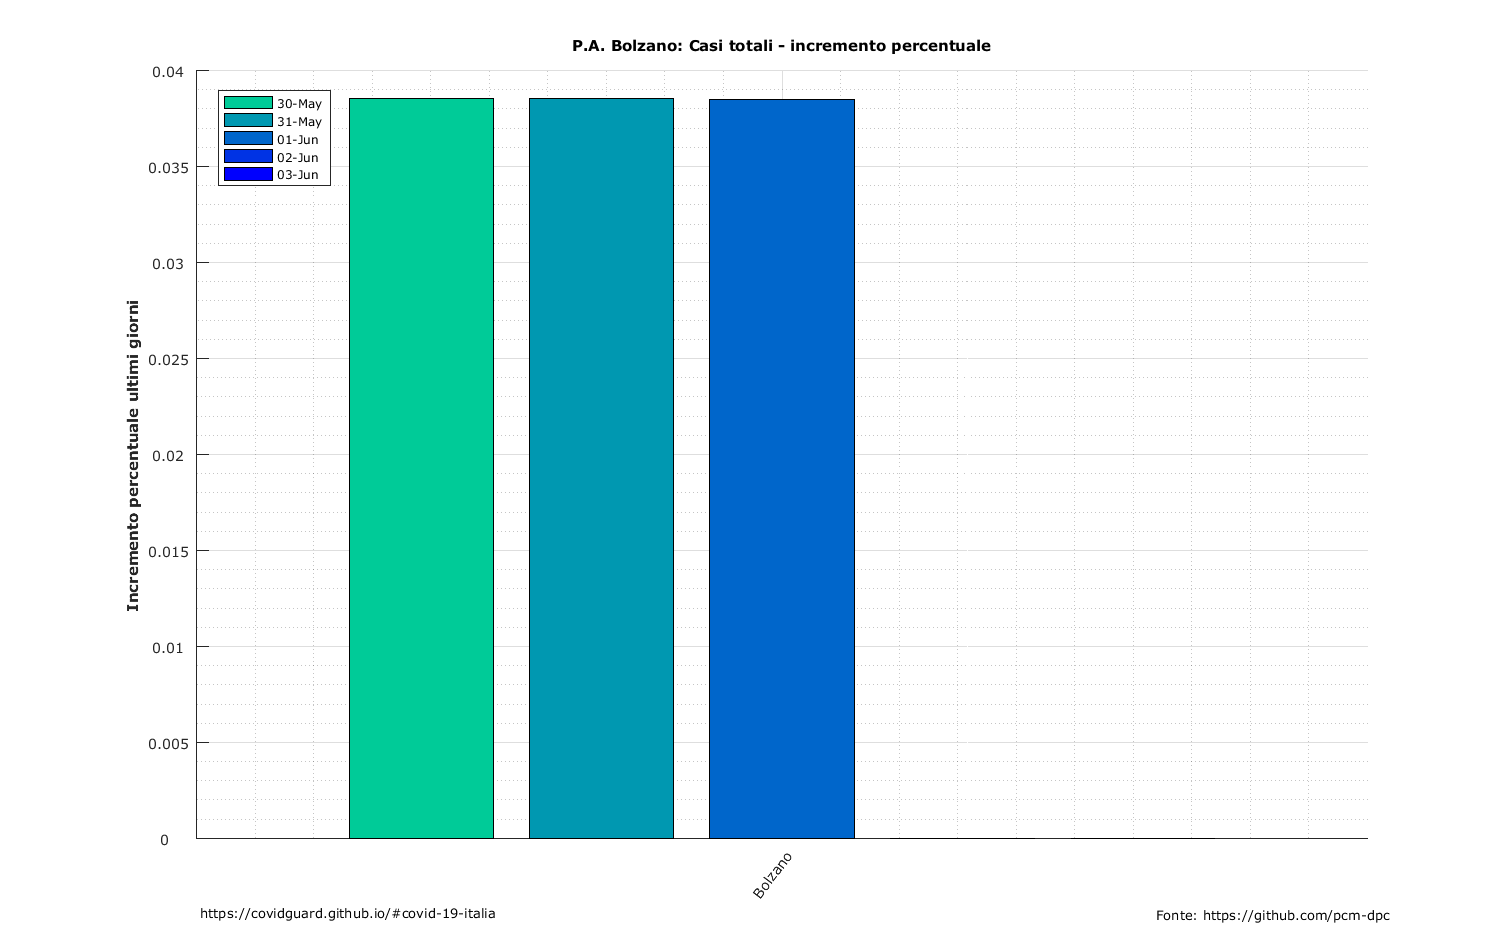 P.A. Bolzano: Casi totali - incremento percentuale
0.04
0.035
0.03
0.025
0.02
0.015
0.01
0.005
0
Incremento percentuale ultimi giorni
30-May
31-May
01-Jun
02-Jun
03-Jun
Bolzano
https://covidguard.github.io/#covid-19-italia
Fonte: https://github.com/pcm-dpc